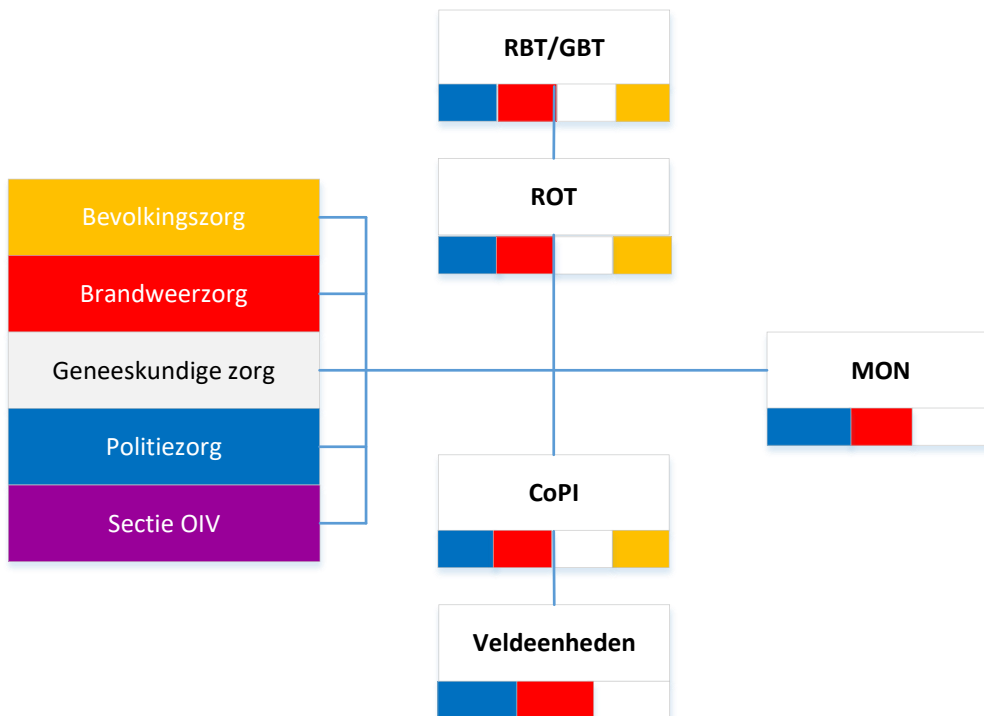 RBT/GBT
ROT
Bevolkingszorg
Brandweerzorg
Geneeskundige zorg
Politiezorg
Sectie OIV
MON
CoPI
Veldeenheden